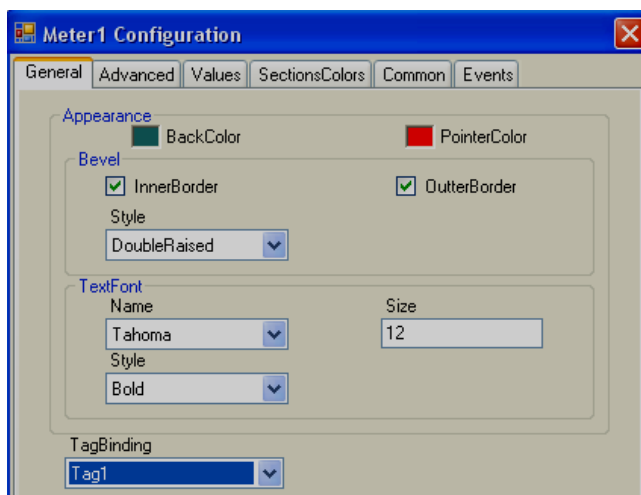 Meter1 Configuration
General Advanced Values SectionsColors Common Events
Appearance
BackColor PointerColor
Bevel
InnerBorder OutterBorder
Style
DoubleRaised
TextFont
Name Size
Tahoma 12
Style
Bold
TagBinding
Tag1